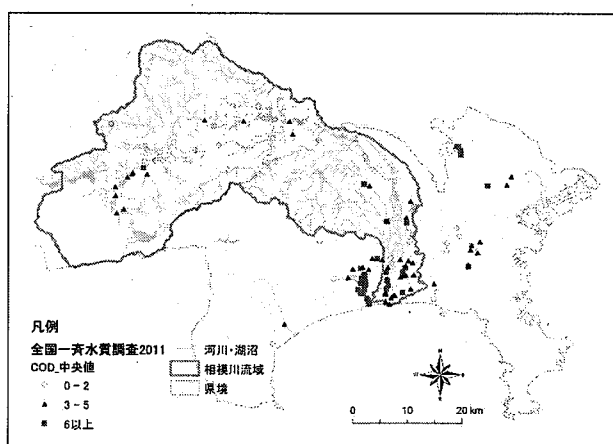 凡例
全国一斉水質調査2011
COD_中央値
0-2
3-5
6以上
河川・湖沼
相模川流域
県境
N
W E
S
0 10 20 km